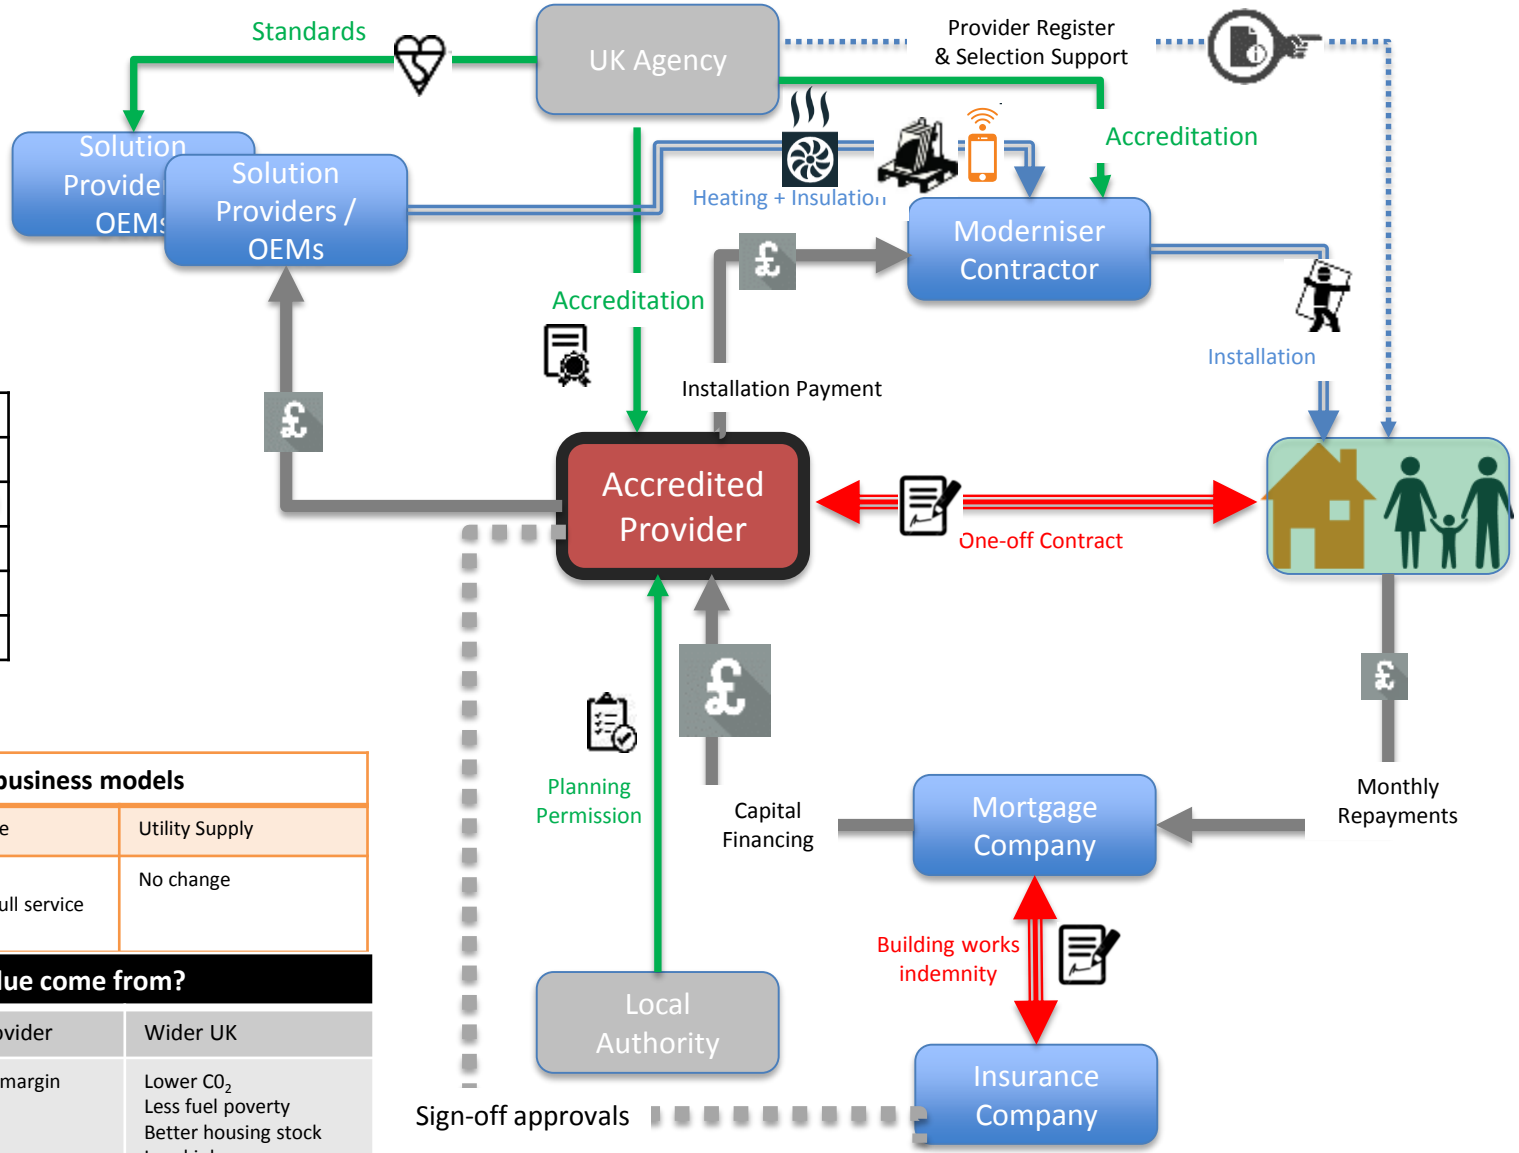 Standards
UK Agency
Provider Register
& Selection Support
Accreditation
Solution
Provide
OEMs
Solution
Providers /
OEMs
Heating + Insulation
Moderniser
Contractor
Accreditation
£
Installation
Installation Payment
£
Accredited
Provider
One-off Contract
£
£
Planning
Permission
Capital
Financing
Mortgage
Company
Monthly
Repayments
business models
e
Utility Supply
ull service
No change
Building works
indemnity
lue come from?
ovider
Wider UK
margin
Lower C0₂
Less fuel poverty
Better housing stock
Local
Authority
Insurance
Company
Sign-off approvals